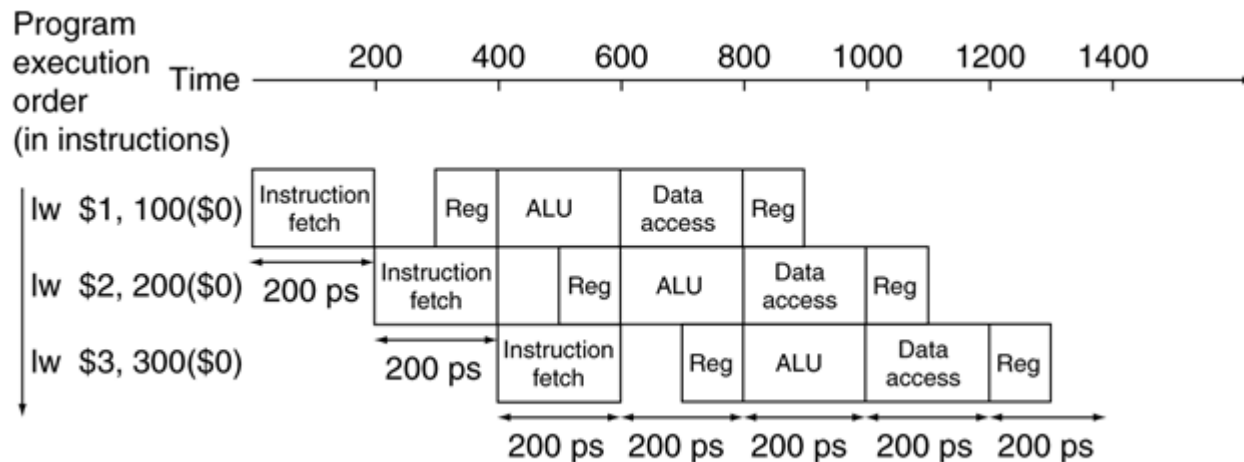 Program
execution
order
(in instructions)
Time
200 400 600 800 1000 1200 1400
lw $1, 100($0)
Instruction
fetch
Reg
ALU
Data
access
Reg
200 ps
lw $2, 200($0)
Instruction
fetch
Reg
ALU
Data
access
Reg
200 ps
lw $3, 300($0)
Instruction
fetch
Reg
ALU
Data
access
Reg
200 ps 200 ps 200 ps 200 ps 200 ps